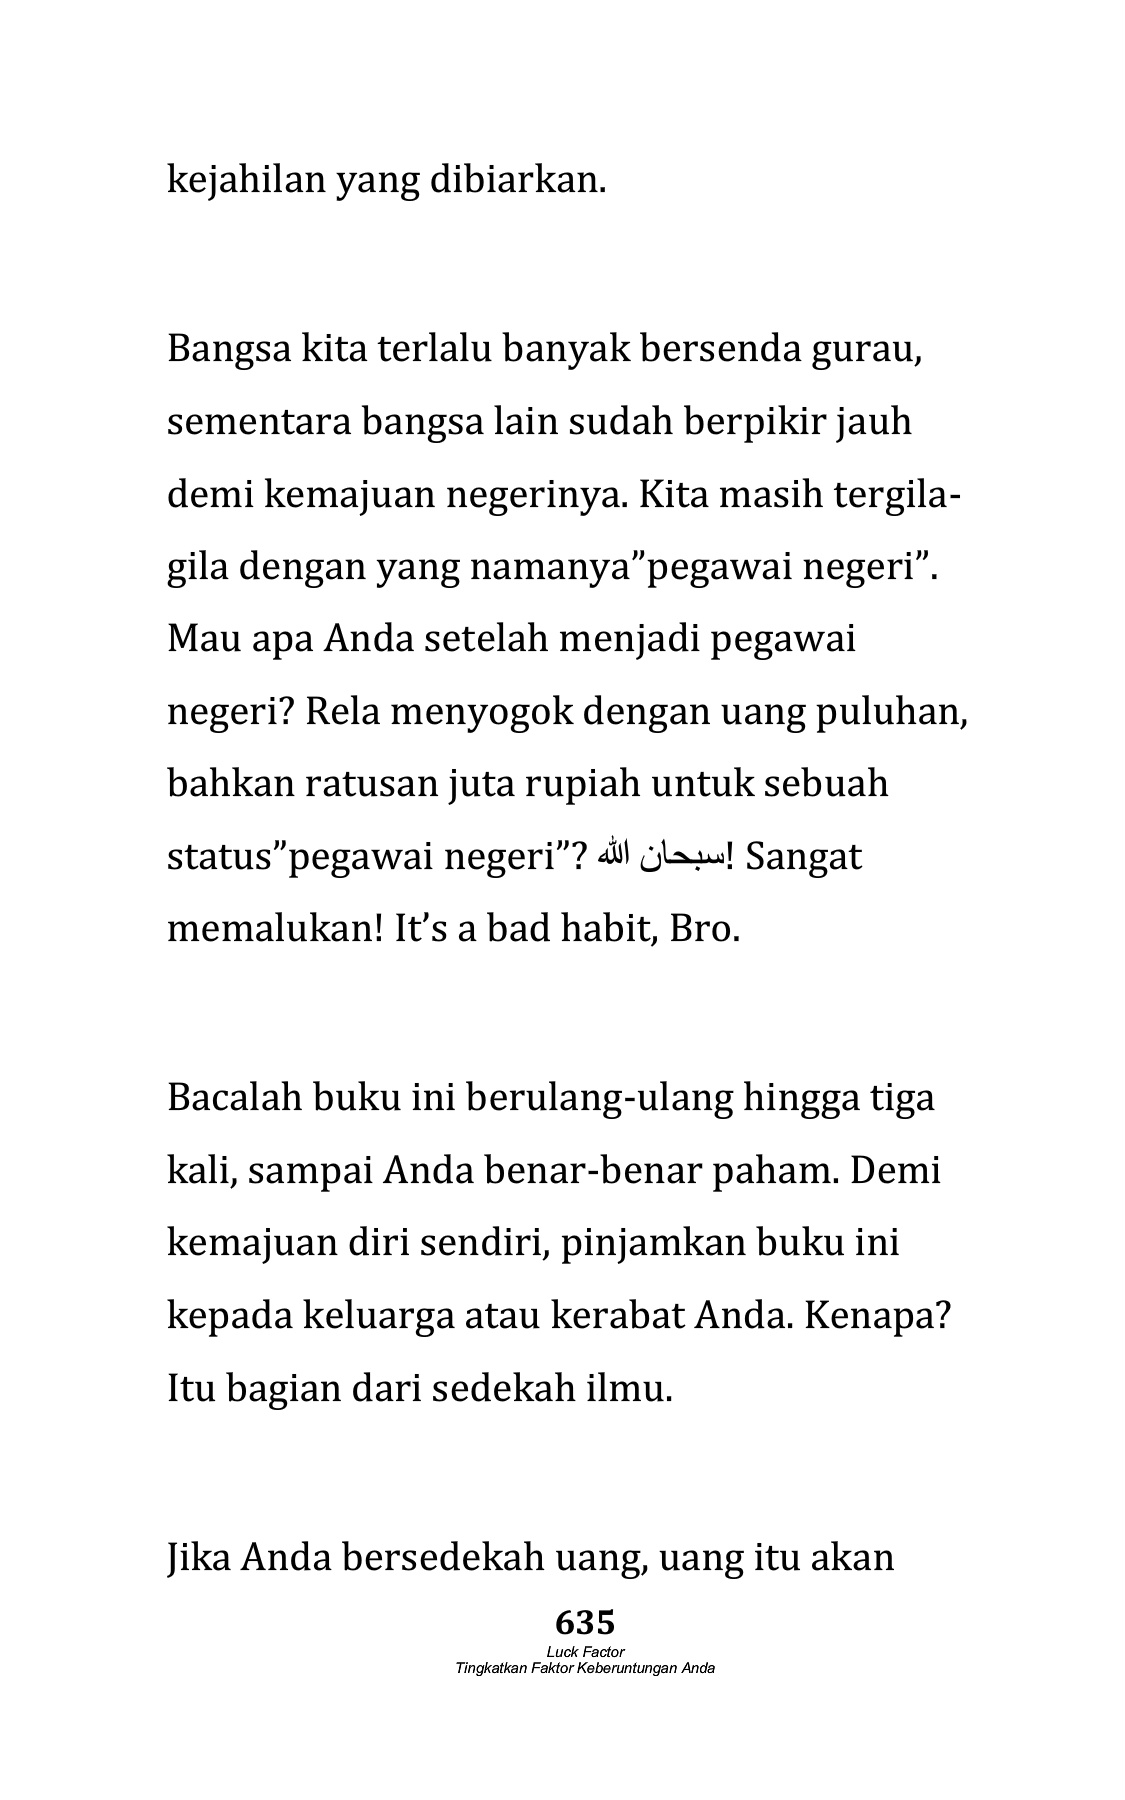 kejahilan yang dibiarkan.
Bangsa kita terlalu banyak bersenda gurau,
sementara bangsa lain sudah berpikir jauh
demi kemajuan negerinya. Kita masih tergila-
gila dengan yang namanya”pegawai negeri”.
Mau apa Anda setelah menjadi pegawai
negeri? Rela menyogok dengan uang puluhan,
bahkan ratusan juta rupiah untuk sebuah
status”pegawai negeri”? سبحان الله! Sangat
memalukan! It’s a bad habit, Bro.
Bacalah buku ini berulang-ulang hingga tiga
kali, sampai Anda benar-benar paham. Demi
kemajuan diri sendiri, pinjamkan buku ini
kepada keluarga atau kerabat Anda. Kenapa?
Itu bagian dari sedekah ilmu.
Jika Anda bersedekah uang, uang itu akan
635
Luck Factor
Tingkatkan Faktor Keberuntungan Anda